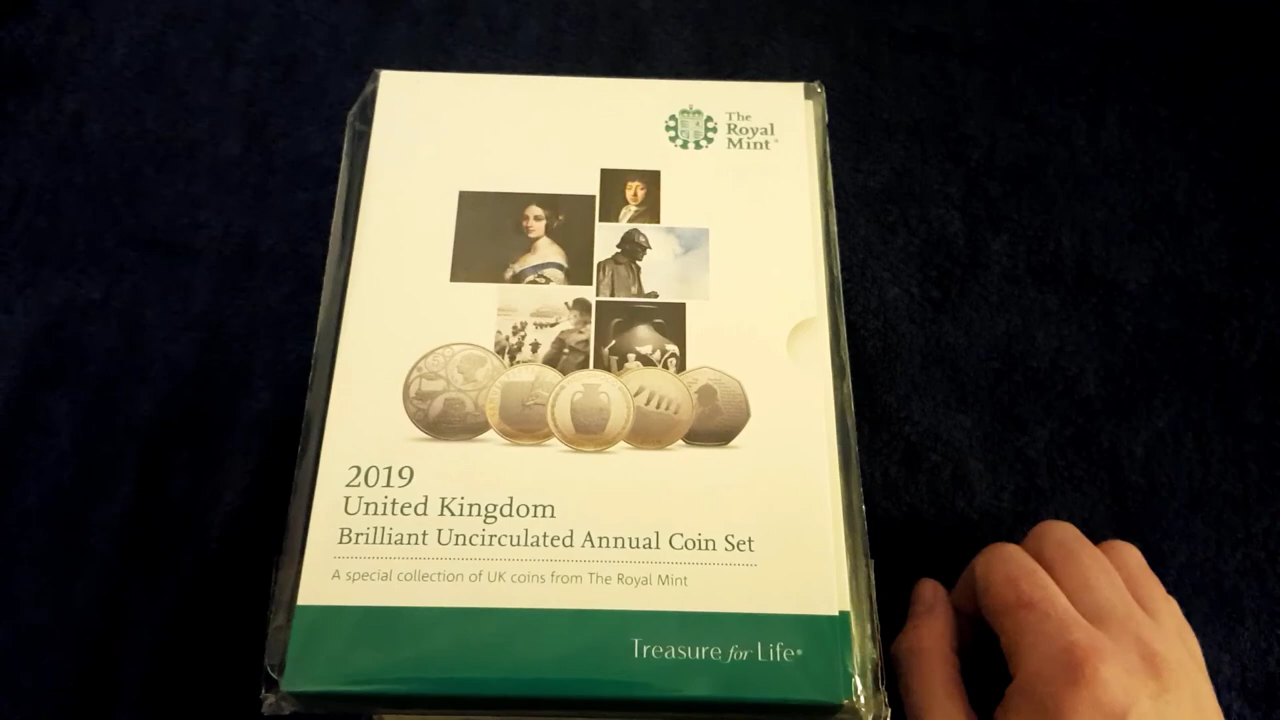 The
Royal
Mint®
2019
United Kingdom
Brilliant Uncirculated Annual Coin Set
A special collection of UK coins from The Royal Mint
Treasure for Life®